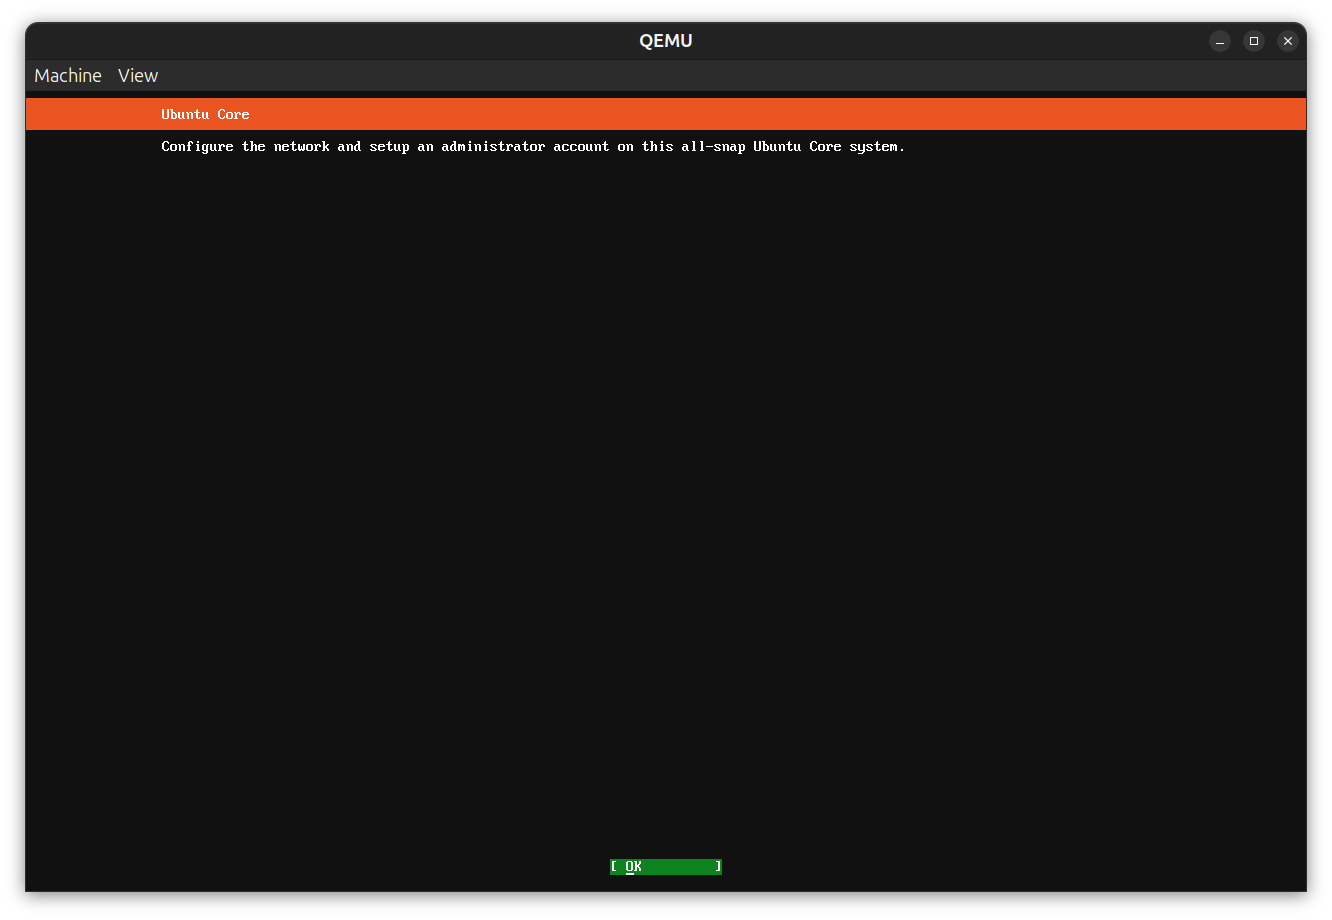 QEMU
Machine View
Ubuntu Core
Configure the network and setup an administrator account on this all-snap Ubuntu Core system.
[ OK ]